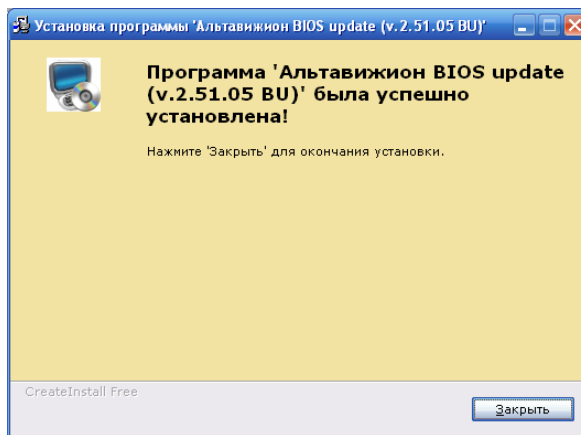 Установка программы 'Альтавижион BIOS update (v.2.51.05 BU)'
Программа 'Альтавижион BIOS update
(v.2.51.05 BU)' была успешно
установлена!
Нажмите 'Закрыть' для окончания установки.
CreateInstall Free
Закрыть